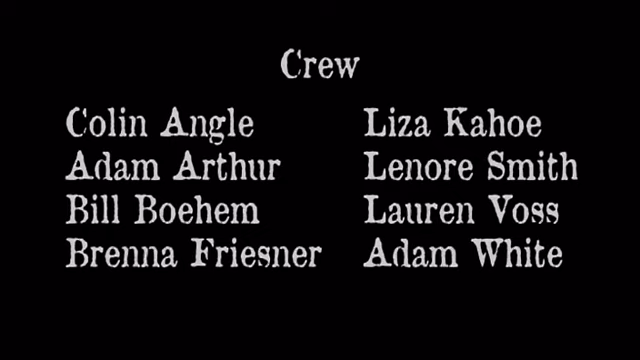 Crew
Colin Angle
Adam Arthur
Bill Boehem
Brenna Friesner
Liza Kahoe
Lenore Smith
Lauren Voss
Adam White